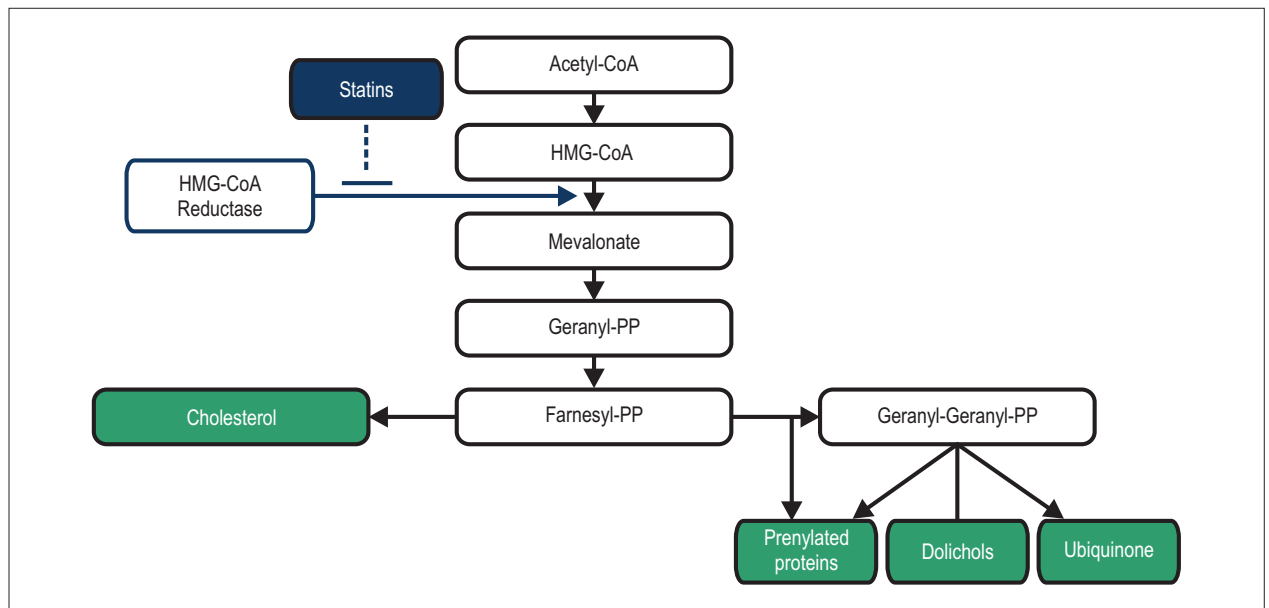 Acetyl-CoA
Statins
HMG-CoA
HMG-CoA
Reductase
Mevalonate
Geranyl-PP
Cholesterol
Farnesyl-PP
Geranyl-Geranyl-PP
Prenylated
proteins
Dolichols
Ubiquinone